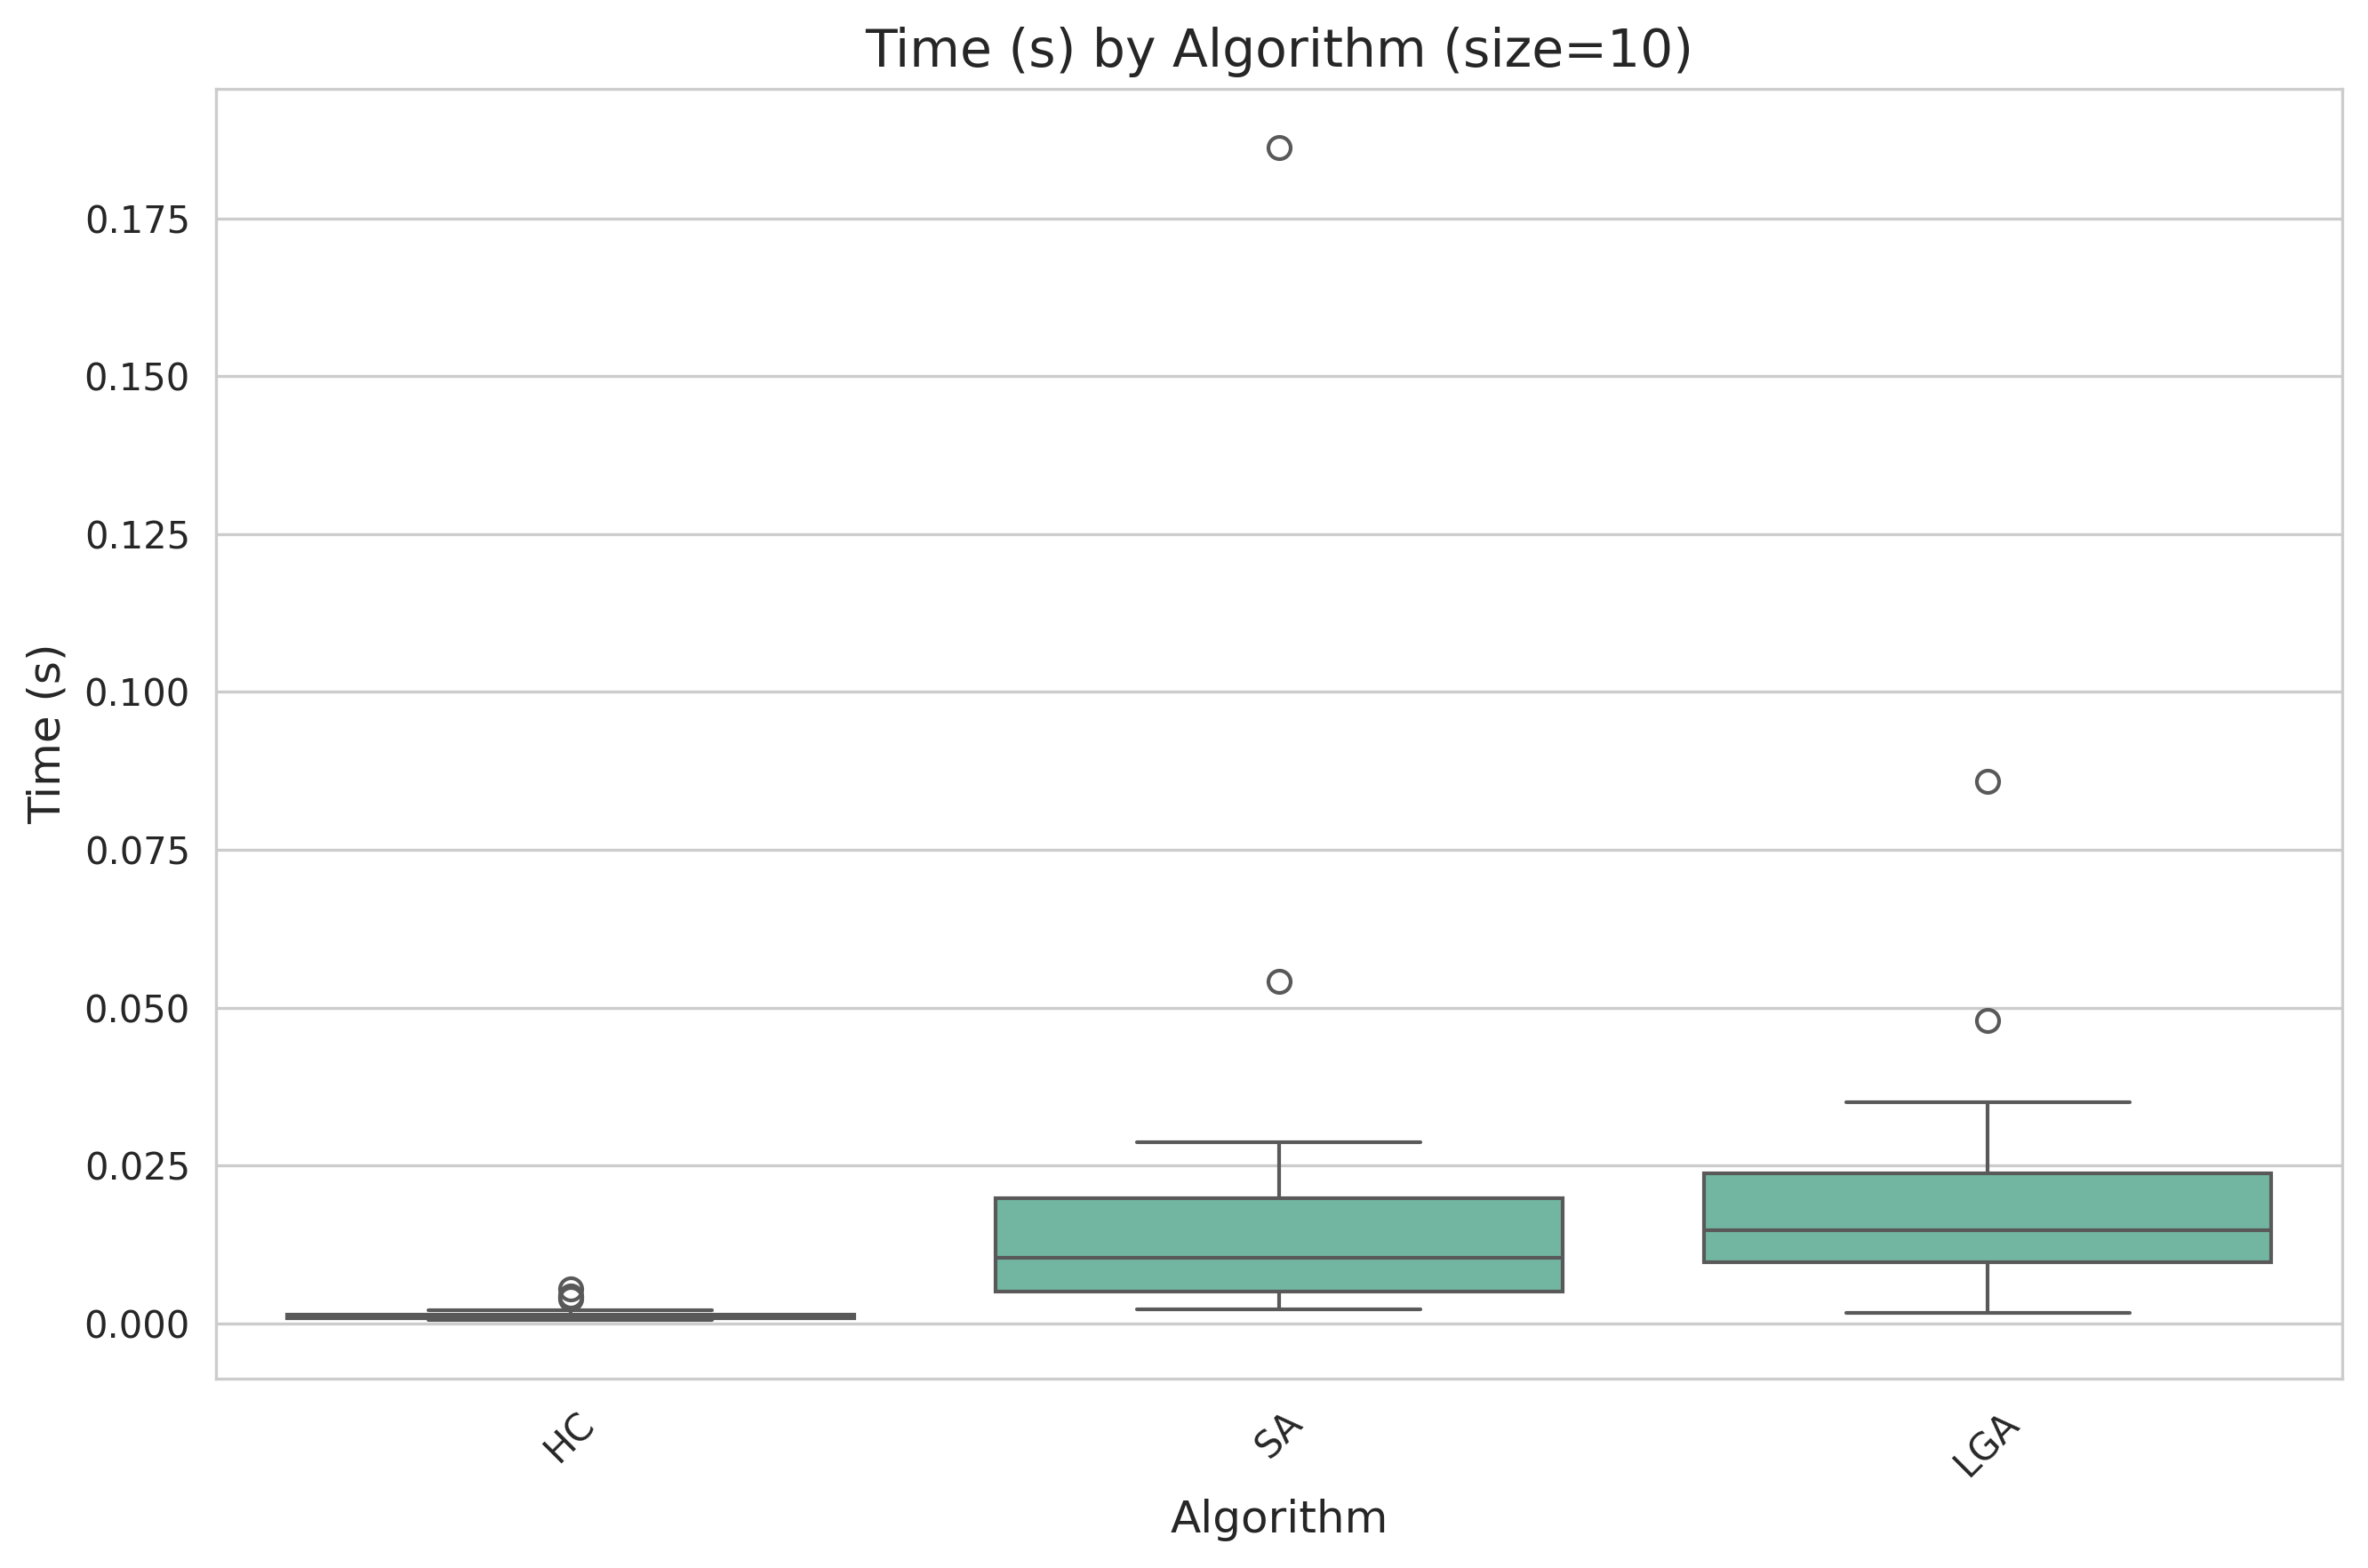 Time (s) by Algorithm (size=10)
Time (s)
0.175
0.150
0.125
0.100
0.075
0.050
0.025
0.000
HC
SA
LGA
Algorithm